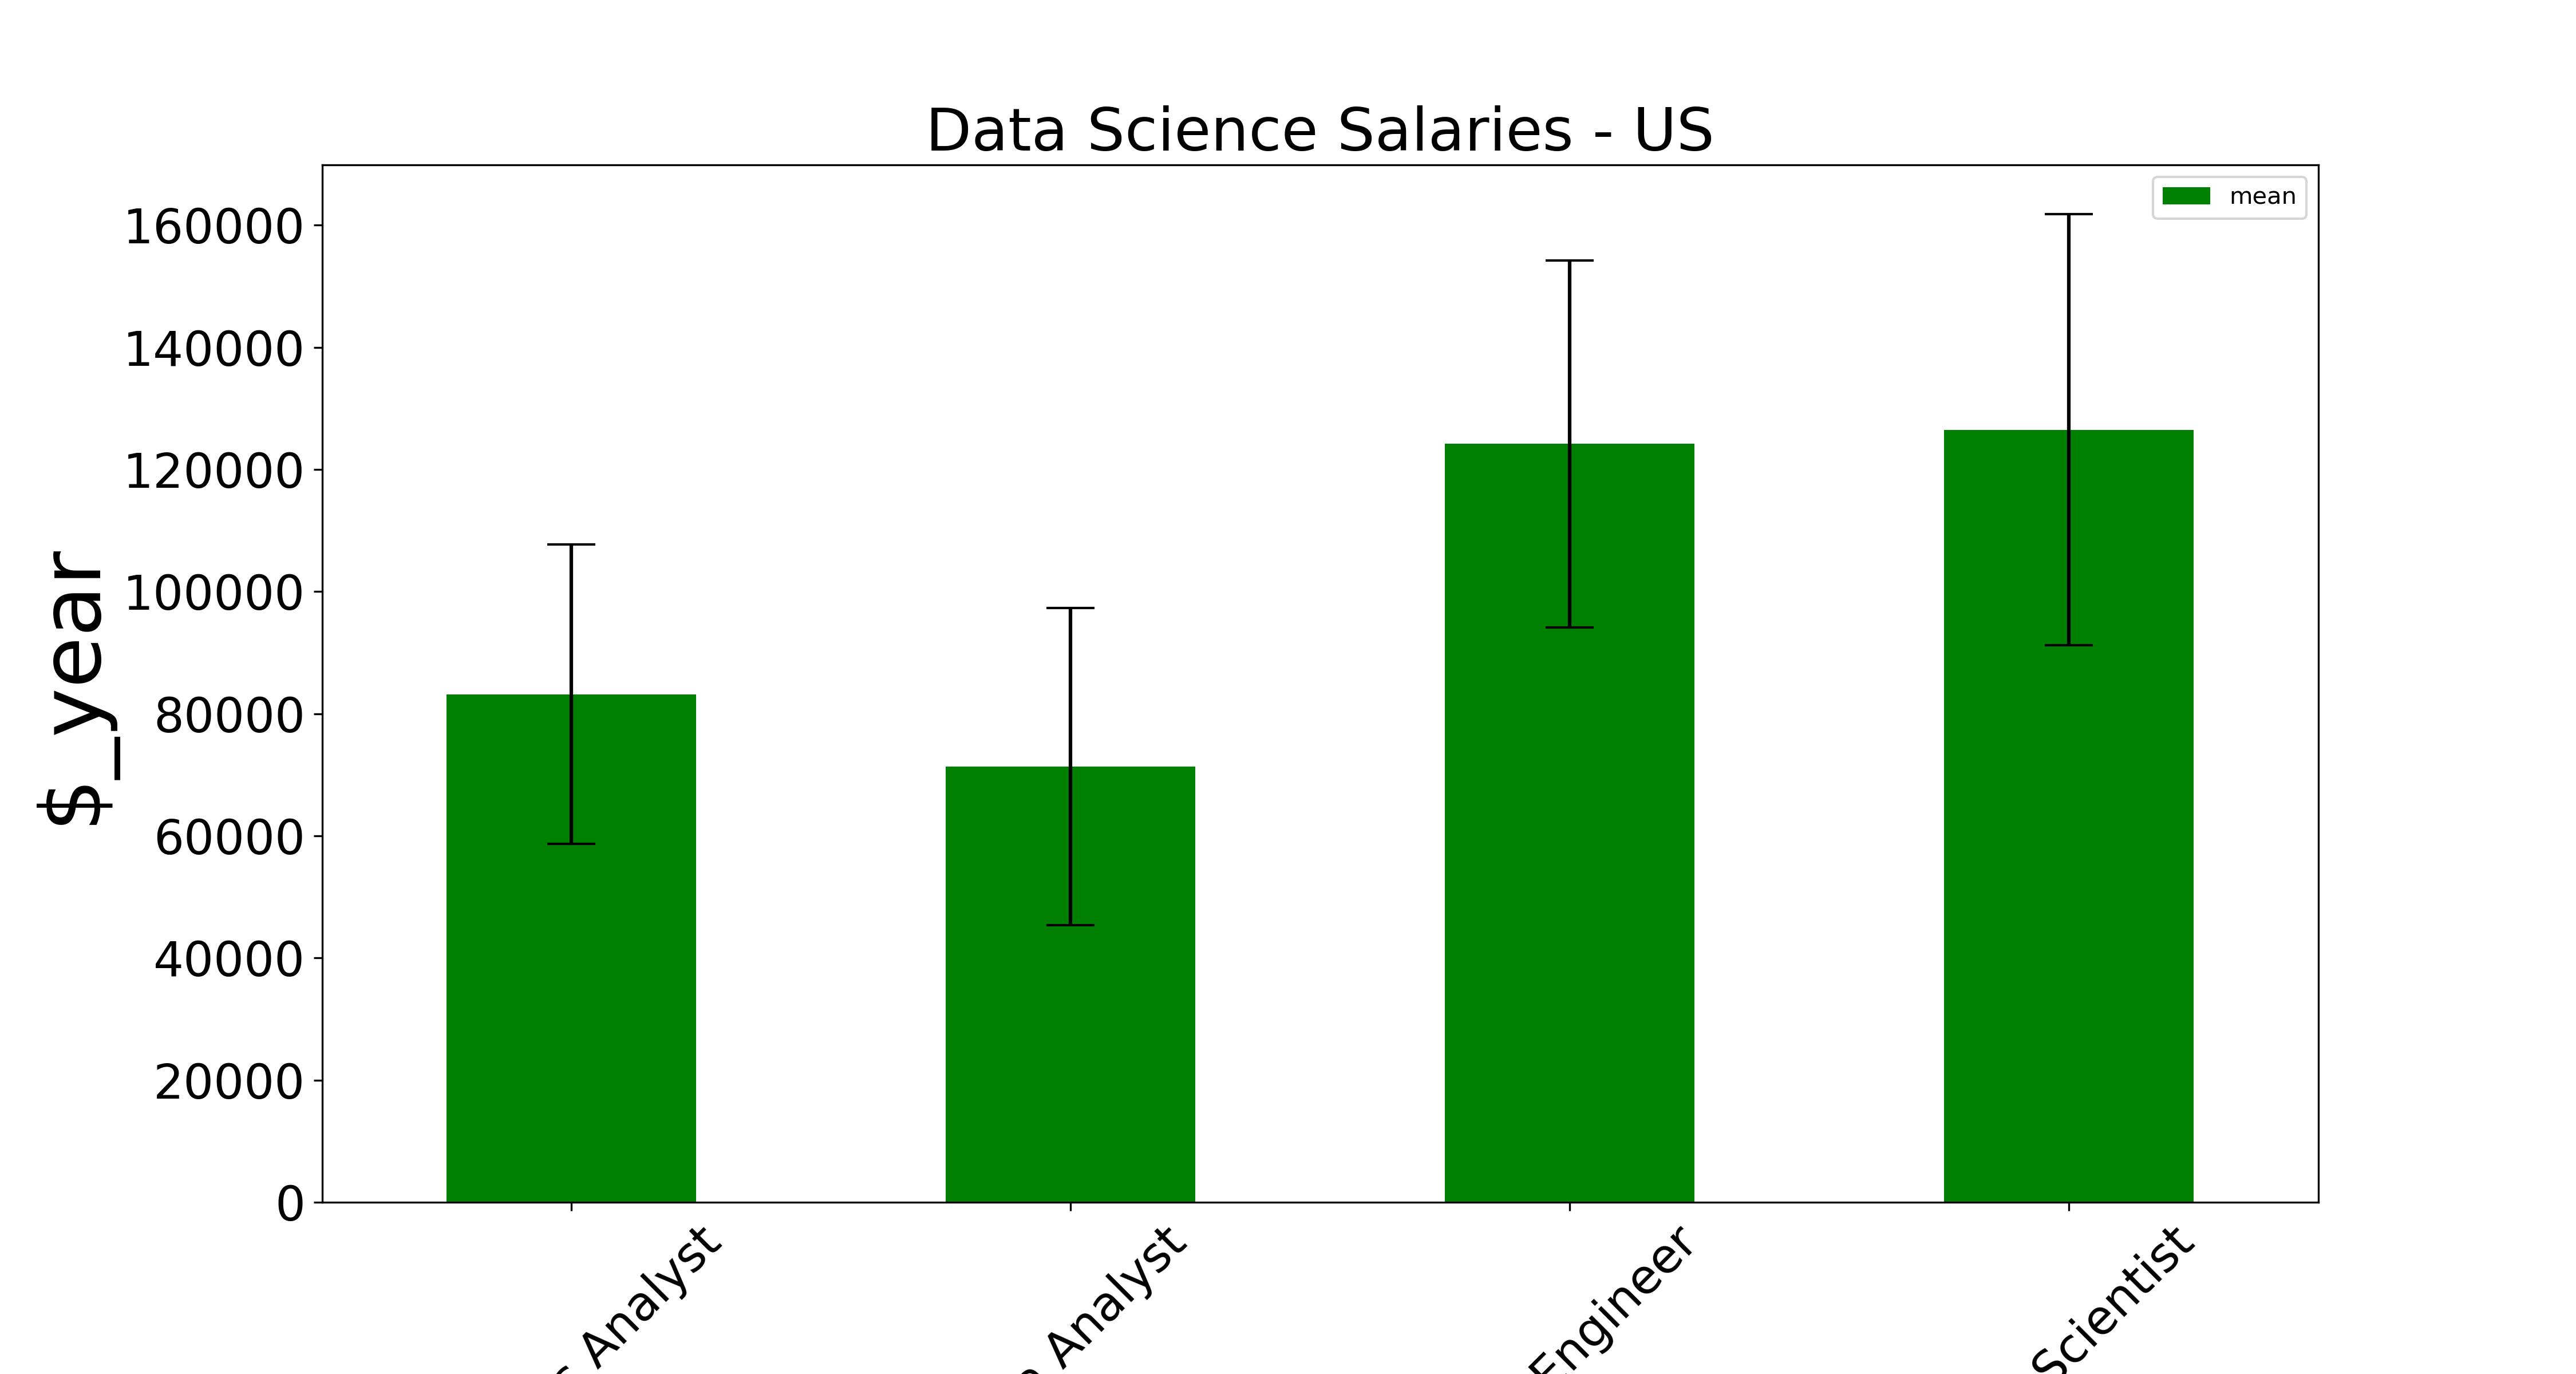 Data Science Salaries - US
mean
$_year
160000
140000
120000
100000
80000
60000
40000
20000
0
Analyst
Analyst
Engineer
Scientist